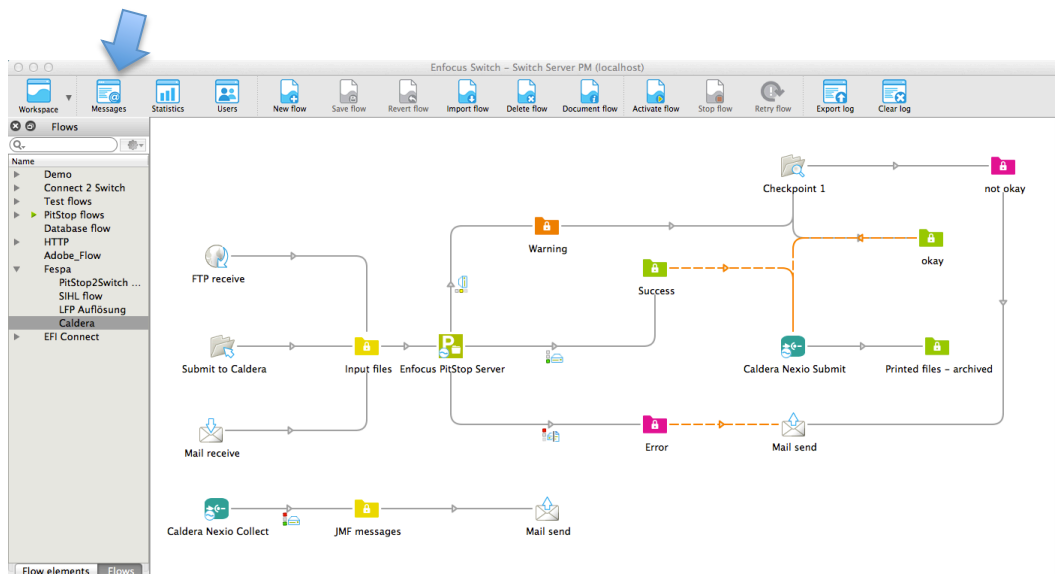 Enfocus Switch – Switch Server PM (localhost)
Workspace
Messages
Statistics
Users
New flow
Save flow
Revert flow
Import flow
Delete flow
Document flow
Activate flow
Stop flow
Retry flow
Export log
Clear log
Flows
Name
Demo
Connect 2 Switch
Test flows
PitStop flows
Database flow
HTTP
Adobe_Flow
Fespa
PitStop2Switch ...
SIHL flow
LFP Auflösung
Caldera
EFI Connect
Flow elements
Flows
Checkpoint 1
not okay
Warning
okay
FTP receive
Success
Submit to Caldera
Input files
Enfocus PitStop Server
Caldera Nexio Submit
Printed files – archived
Mail receive
Error
Mail send
Caldera Nexio Collect
JMF messages
Mail send